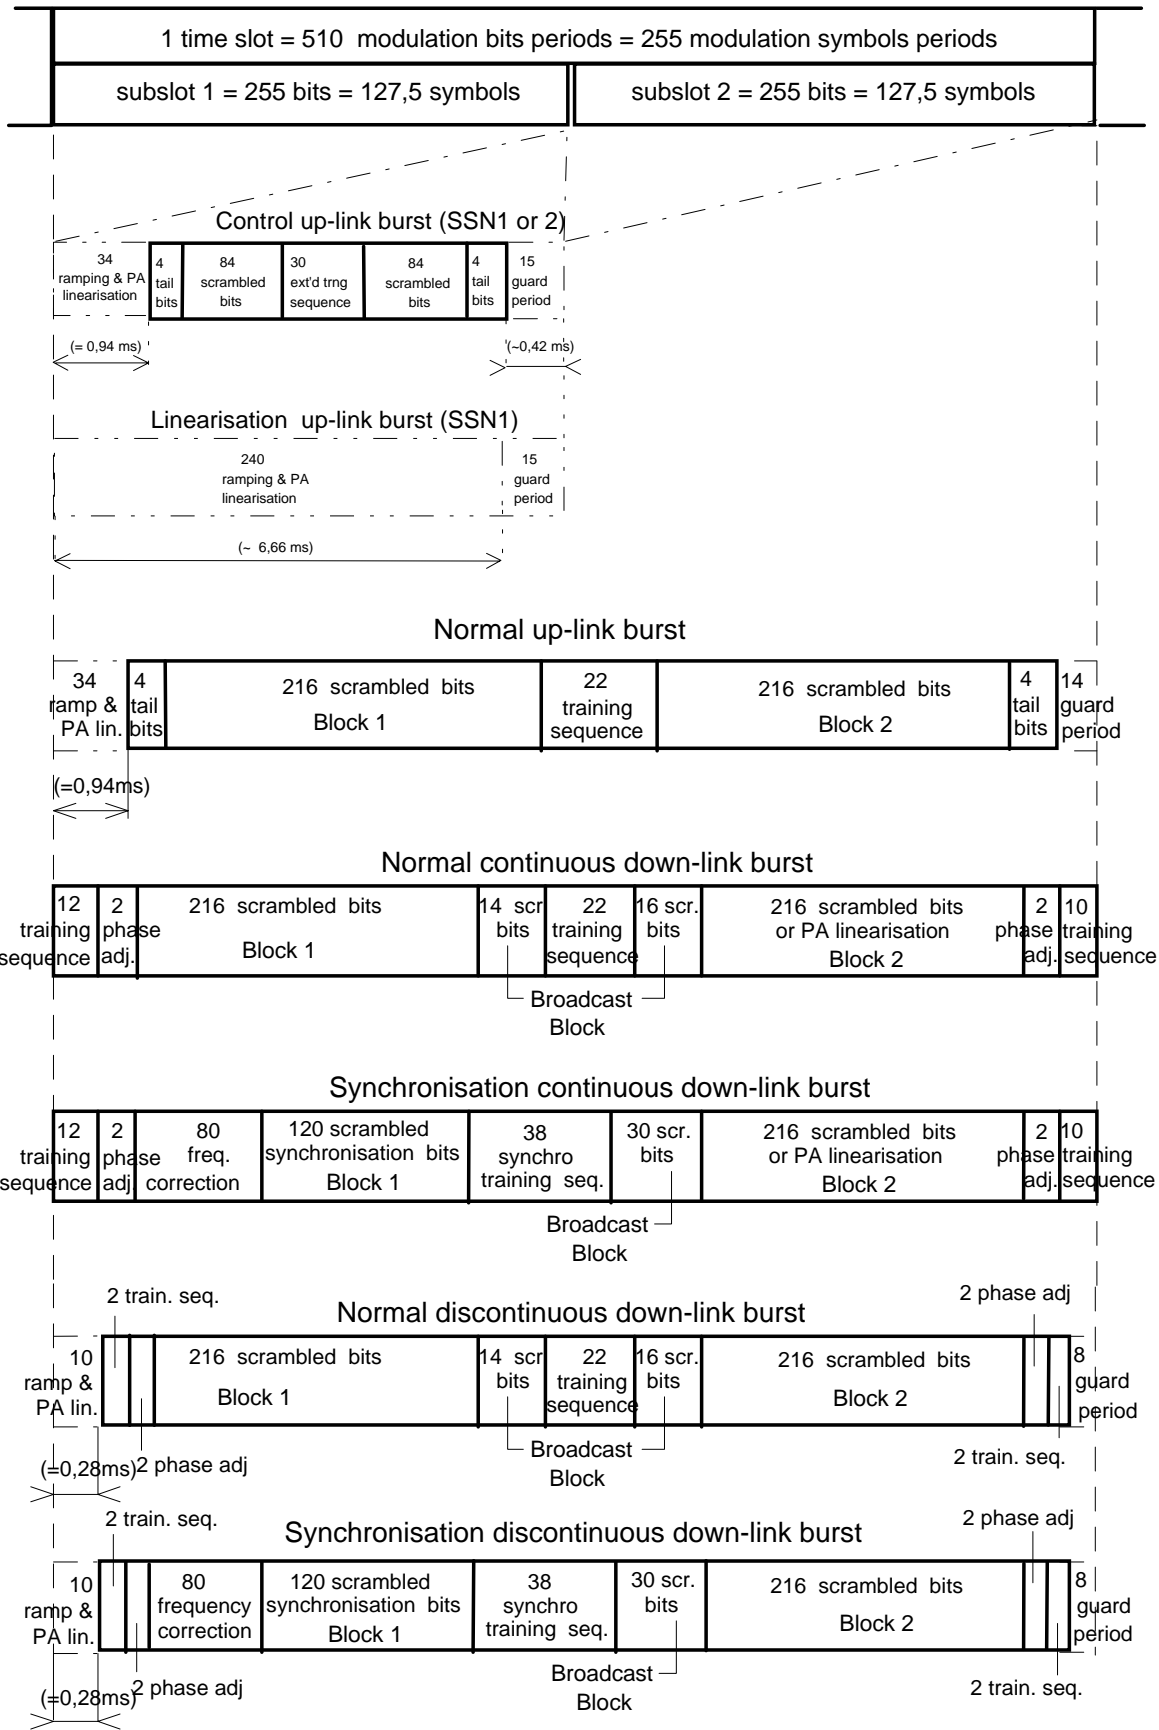 1 time slot = 510 modulation bits periods = 255 modulation symbols periods
subslot 1 = 255 bits = 127,5 symbols
subslot 2 = 255 bits = 127,5 symbols
Control up-link burst (SSN1 or 2)
34
ramping & PA
linearisation
4
tail
bits
84
scrambled
bits
30
ext'd trng
sequence
84
scrambled
bits
4
tail
bits
15
guard
period
(= 0,94 ms)
(~0,42 ms)
Linearisation up-link burst (SSN1)
240
ramping & PA
linearisation
15
guard
period
(~ 6,66 ms)
Normal up-link burst
34
ramp &
PA lin.
4
tail
bits
216 scrambled bits
Block 1
22
training
sequence
216 scrambled bits
Block 2
4
tail
bits
14
guard
period
(=0,94ms)
Normal continuous down-link burst
12
training
sequence
2
phase
adj.
216 scrambled bits
Block 1
14 scr
bits
22
training
sequence
16 scr.
bits
216 scrambled bits
or PA linearisation
Block 2
2
phase
adj.
10
training
sequence
Broadcast
Block
Synchronisation continuous down-link burst
12
training
sequence
2
phase
adj.
80
freq.
correction
120 scrambled
synchronisation bits
Block 1
38
synchro
training seq.
30 scr.
bits
216 scrambled bits
or PA linearisation
Block 2
2
phase
adj.
10
training
sequence
Broadcast
Block
2 train. seq.
Normal discontinuous down-link burst
2 phase adj
10
ramp &
PA lin.
216 scrambled bits
Block 1
14 scr
bits
22
training
sequence
16 scr.
bits
216 scrambled bits
Block 2
8
guard
period
(=0,28ms)
2 phase adj
Broadcast
Block
2 train. seq.
2 train. seq.
Synchronisation discontinuous down-link burst
2 phase adj
10
ramp &
PA lin.
80
frequency
correction
120 scrambled
synchronisation bits
Block 1
38
synchro
training seq.
30 scr.
bits
216 scrambled bits
Block 2
8
guard
period
(=0,28ms)
2 phase adj
Broadcast
Block
2 train. seq.